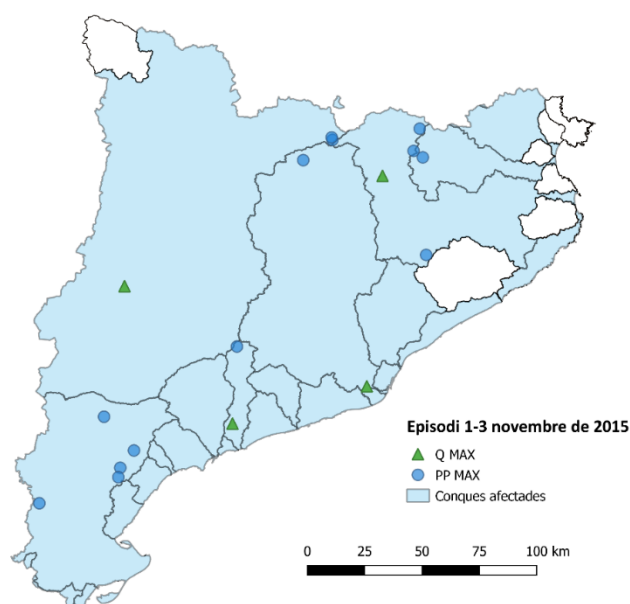 Episodi 1-3 novembre de 2015
Q MAX
PP MAX
Conques afectades
0 25 50 75 100 km